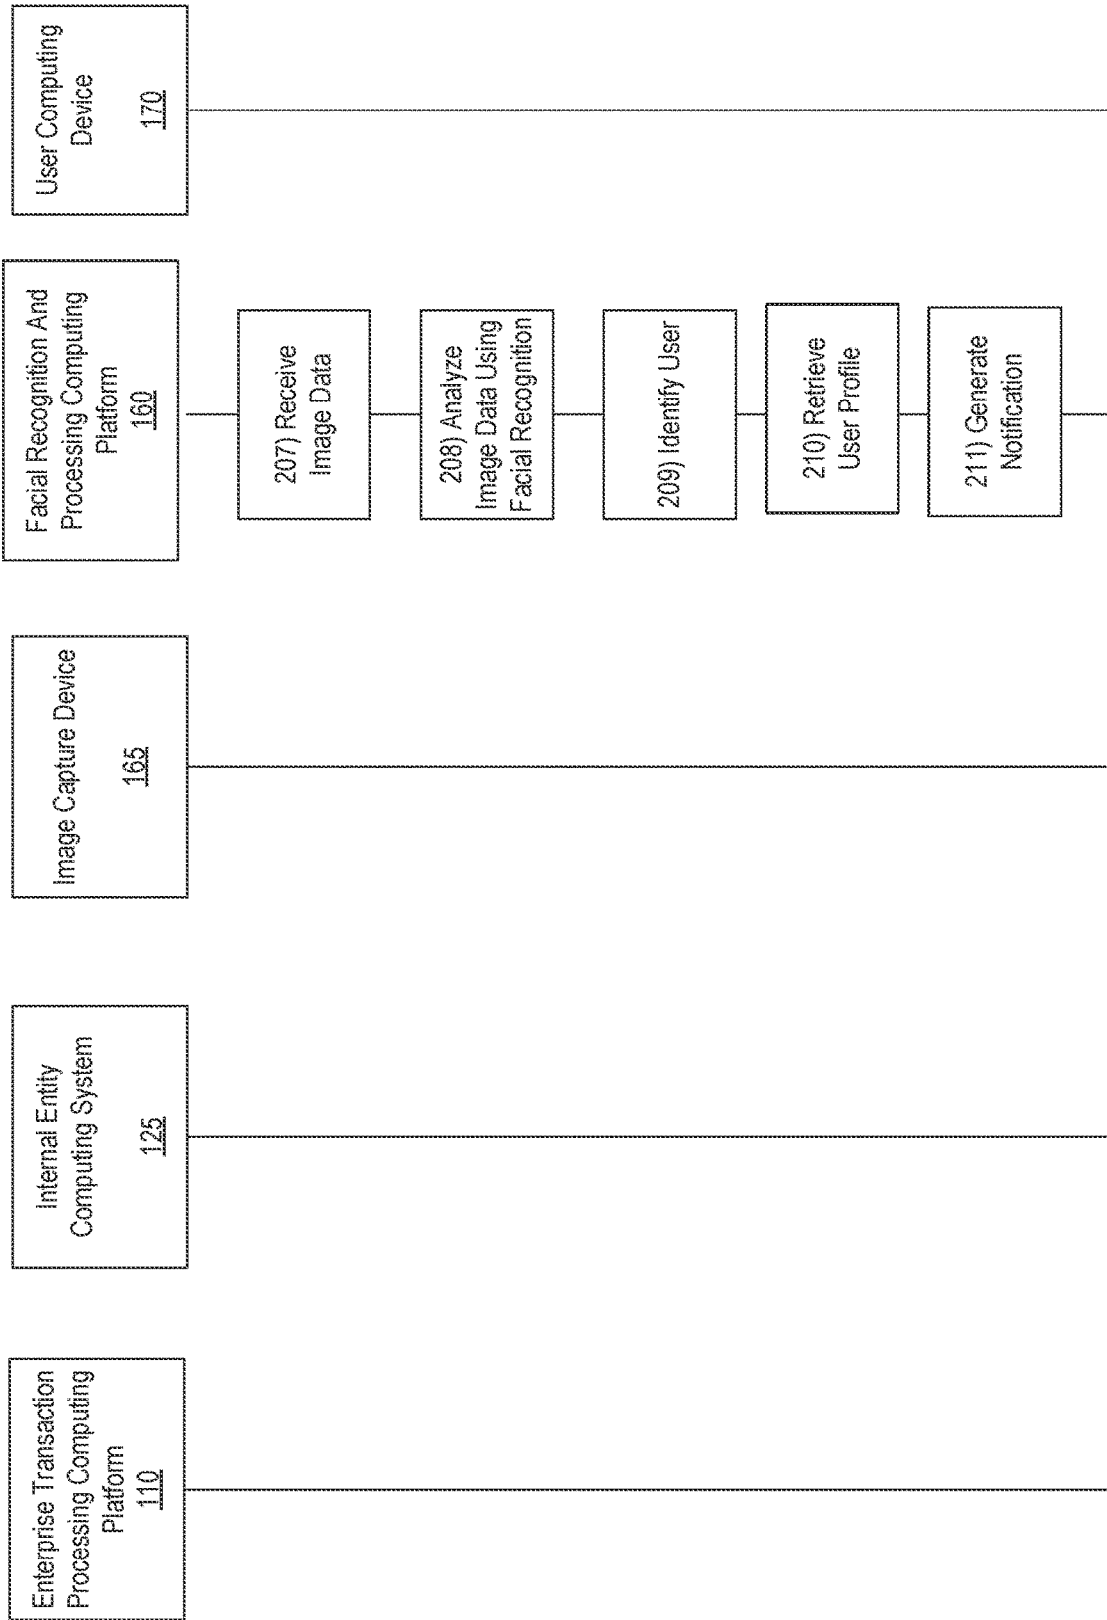 Enterprise Transaction
Processing Computing
Platform
110
Internal Entity
Computing System
125
Image Capture Device
165
Facial Recognition And
Processing Computing
Platform
160
User Computing
Device
170
207) Receive
Image Data
208) Analyze
Image Data Using
Facial Recognition
209) Identify User
210) Retrieve
User Profile
211) Generate
Notification